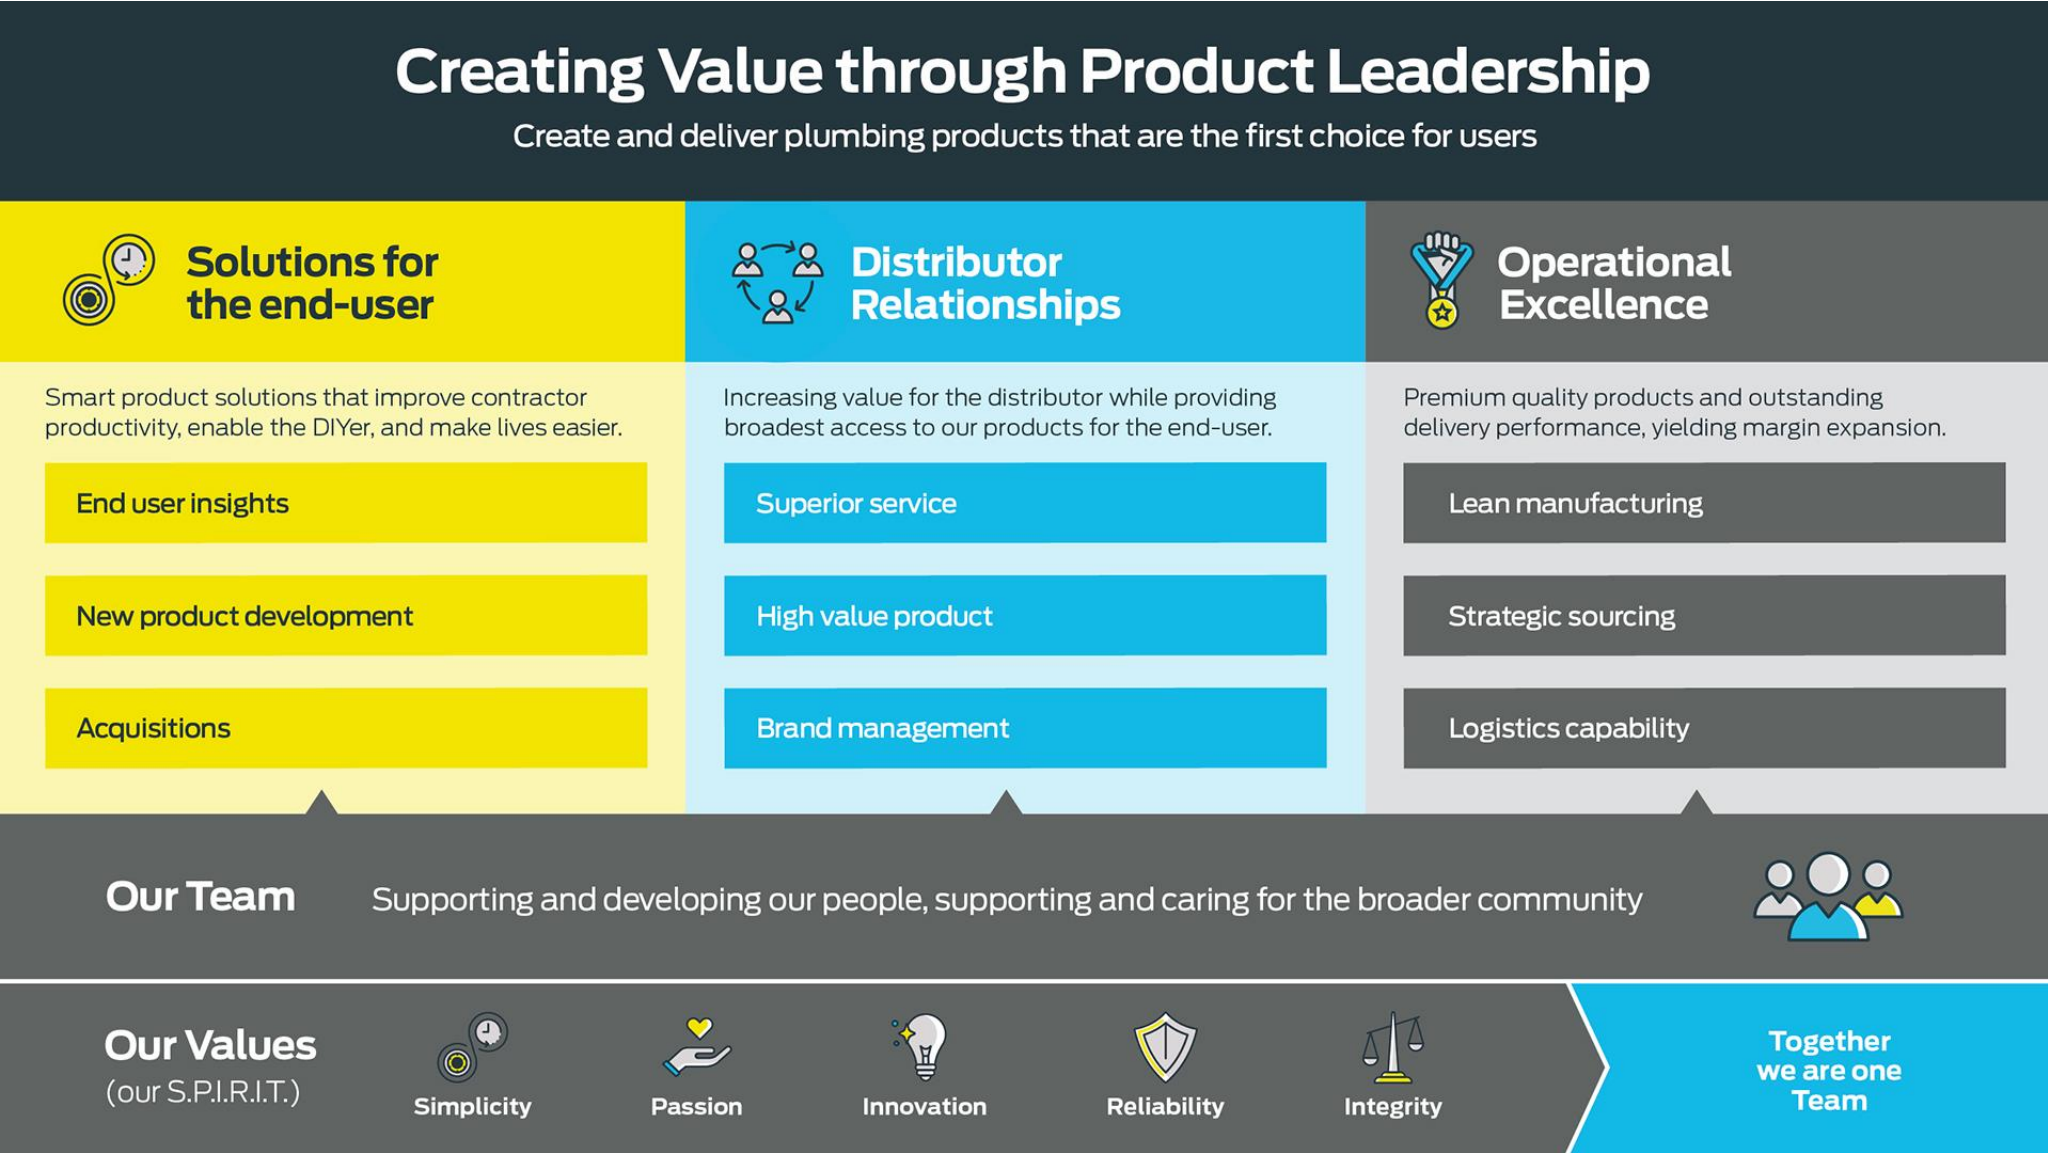 Creating Value through Product Leadership
Create and deliver plumbing products that are the first choice for users
Solutions for
the end-user
Smart product solutions that improve contractor
productivity, enable the DIYer, and make lives easier.
End user insights
New product development
Acquisitions
Distributor
Relationships
Increasing value for the distributor while providing
broadest access to our products for the end-user.
Superior service
High value product
Brand management
Operational
Excellence
Premium quality products and outstanding
delivery performance, yielding margin expansion.
Lean manufacturing
Strategic sourcing
Logistics capability
Our Team
Supporting and developing our people, supporting and caring for the broader community
Our Values
(our S.P.I.R.I.T.)
Simplicity
Passion
Innovation
Reliability
Integrity
Together
we are one
Team